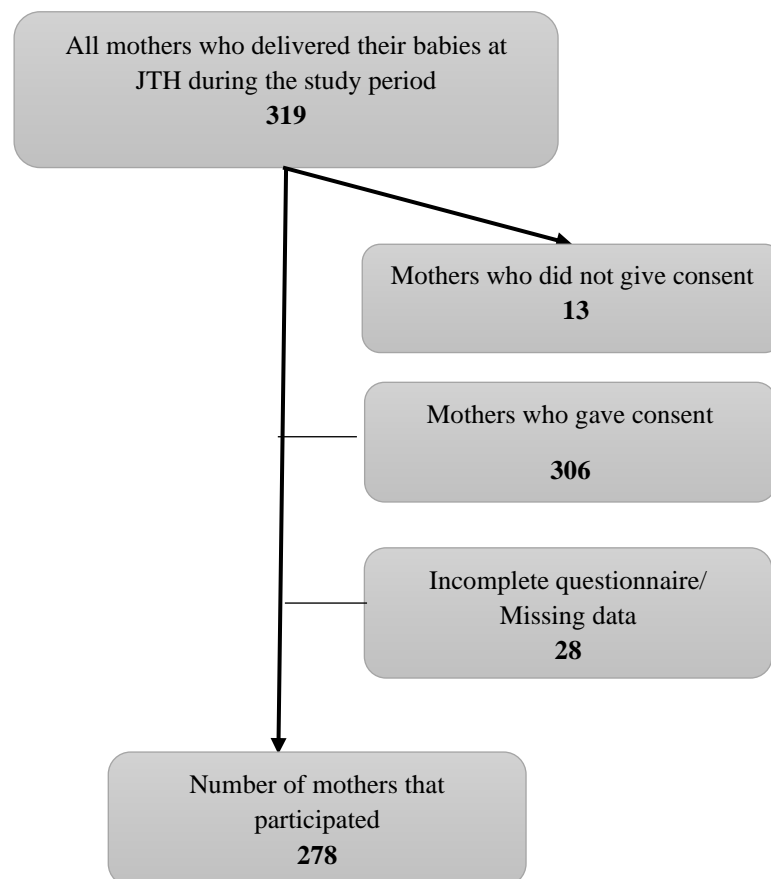 All mothers who delivered their babies at
JTH during the study period
319
Mothers who did not give consent
13
Mothers who gave consent
306
Incomplete questionnaire/
Missing data
28
Number of mothers that
participated
278